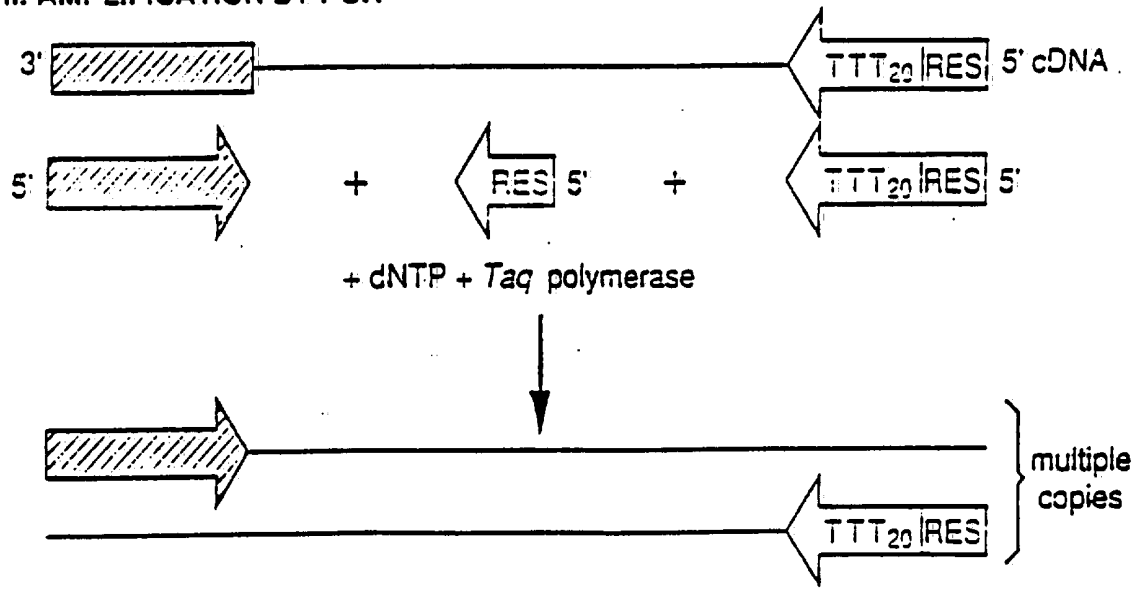 3' TTT20 RES 5' cDNA
5' + RES 5' + TTT20 RES 5'
+ dNTP + Taq polymerase
multiple
copies
TTT20 RES